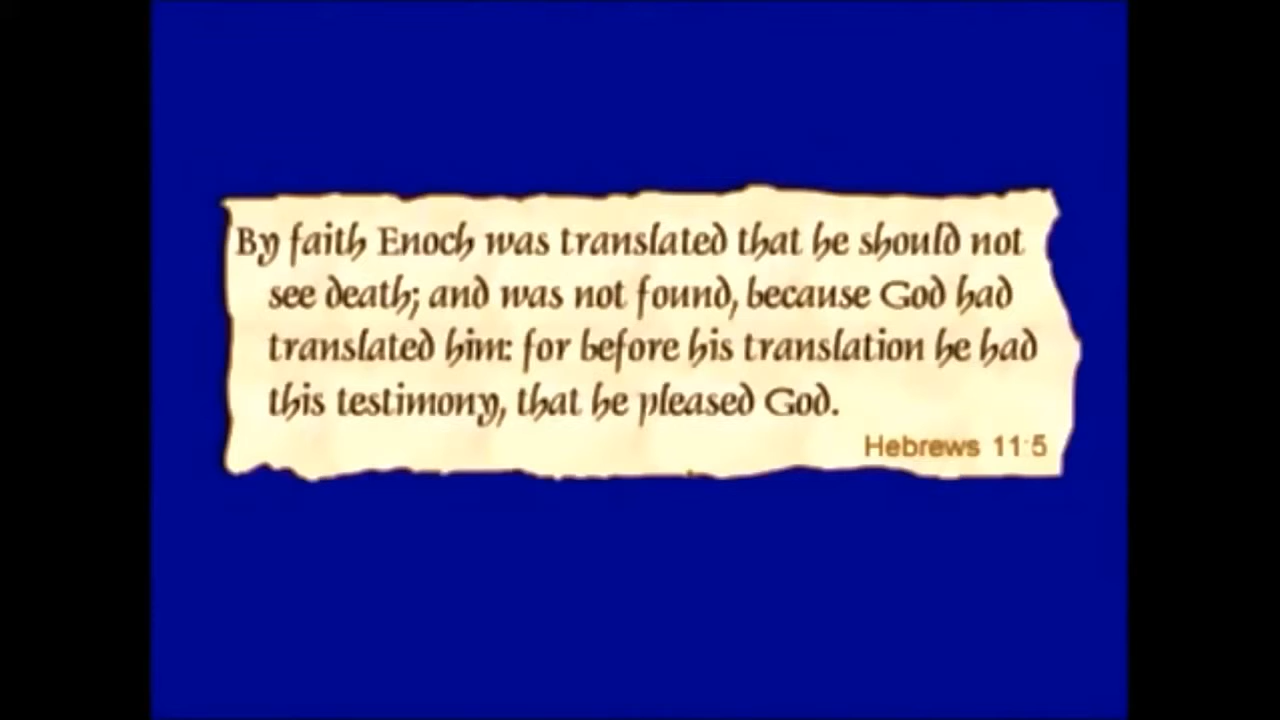 By faith Enoch was translated that he should not
see death; and was not found, because God had
translated him: for before his translation he had
this testimony, that he pleased God.
Hebrews 11:5